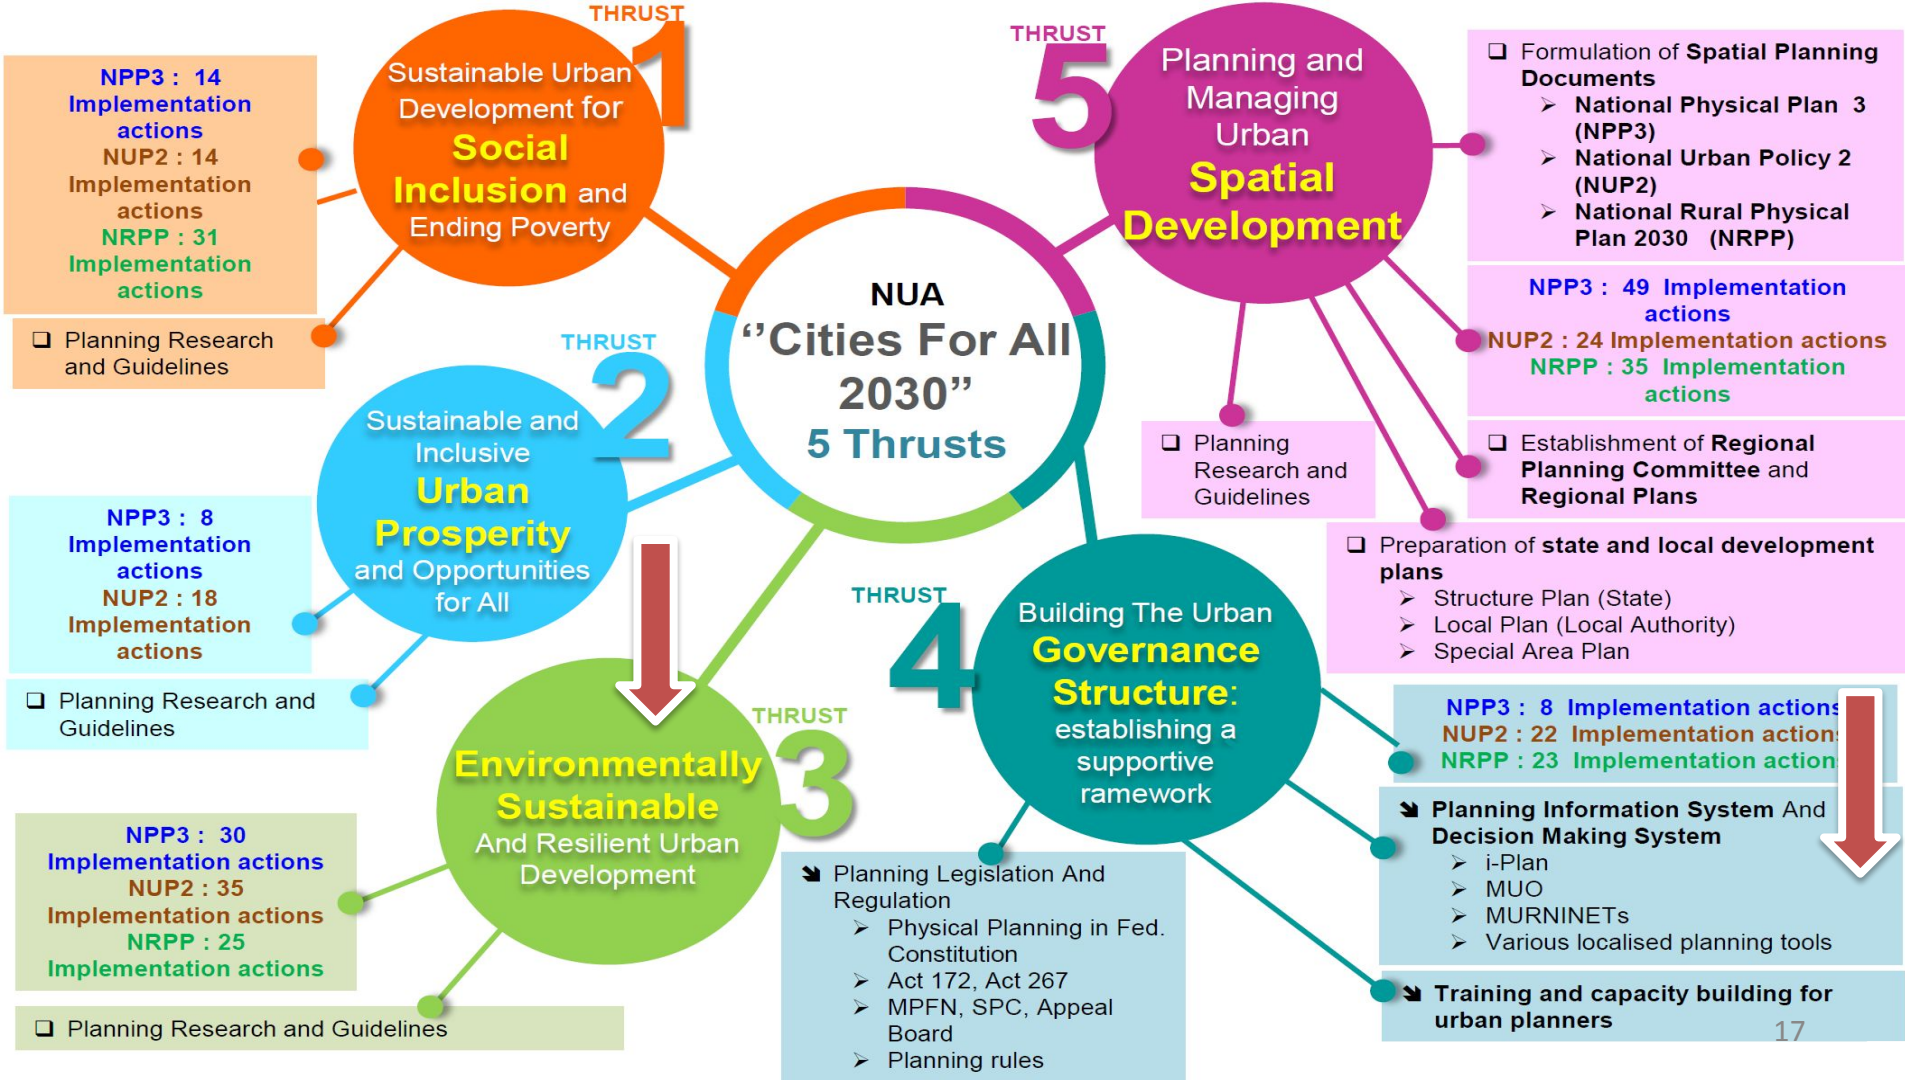 THRUST
1
Sustainable Urban
Development for
Social
Inclusion and
Ending Poverty
NPP3 : 14
Implementation
actions
NUP2 : 14
Implementation
actions
NRPP : 31
Implementation
actions
❑ Planning Research
and Guidelines
THRUST
2
Sustainable and
Inclusive
Urban
Prosperity
and Opportunities
for All
NPP3 : 8
Implementation
actions
NUP2 : 18
Implementation
actions
❑ Planning Research and
Guidelines
THRUST
3
Environmentally
Sustainable
And Resilient Urban
Development
NPP3 : 30
Implementation actions
NUP2 : 35
Implementation actions
NRPP : 25
Implementation actions
❑ Planning Research and Guidelines
NUA
‘’Cities For All
2030”
5 Thrusts
THRUST
4
Building The Urban
Governance
Structure:
establishing a
supportive
ramework
➘ Planning Legislation And
Regulation
➢ Physical Planning in Fed.
Constitution
➢ Act 172, Act 267
➢ MPFN, SPC, Appeal
Board
➢ Planning rules
NPP3 : 8 Implementation actions
NUP2 : 22 Implementation action
NRPP : 23 Implementation action
➘ Planning Information System And
Decision Making System
➢ i-Plan
➢ MUO
➢ MURNINETs
➢ Various localised planning tools
➘ Training and capacity building for
urban planners
THRUST
5
Planning and
Managing
Urban
Spatial
Development
❑ Formulation of Spatial Planning
Documents
➢ National Physical Plan 3
(NPP3)
➢ National Urban Policy 2
(NUP2)
➢ National Rural Physical
Plan 2030 (NRPP)
NPP3 : 49 Implementation
actions
NUP2 : 24 Implementation actions
NRPP : 35 Implementation
actions
❑ Establishment of Regional
Planning Committee and
Regional Plans
❑ Planning
Research and
Guidelines
❑ Preparation of state and local development
plans
➢ Structure Plan (State)
➢ Local Plan (Local Authority)
➢ Special Area Plan
17